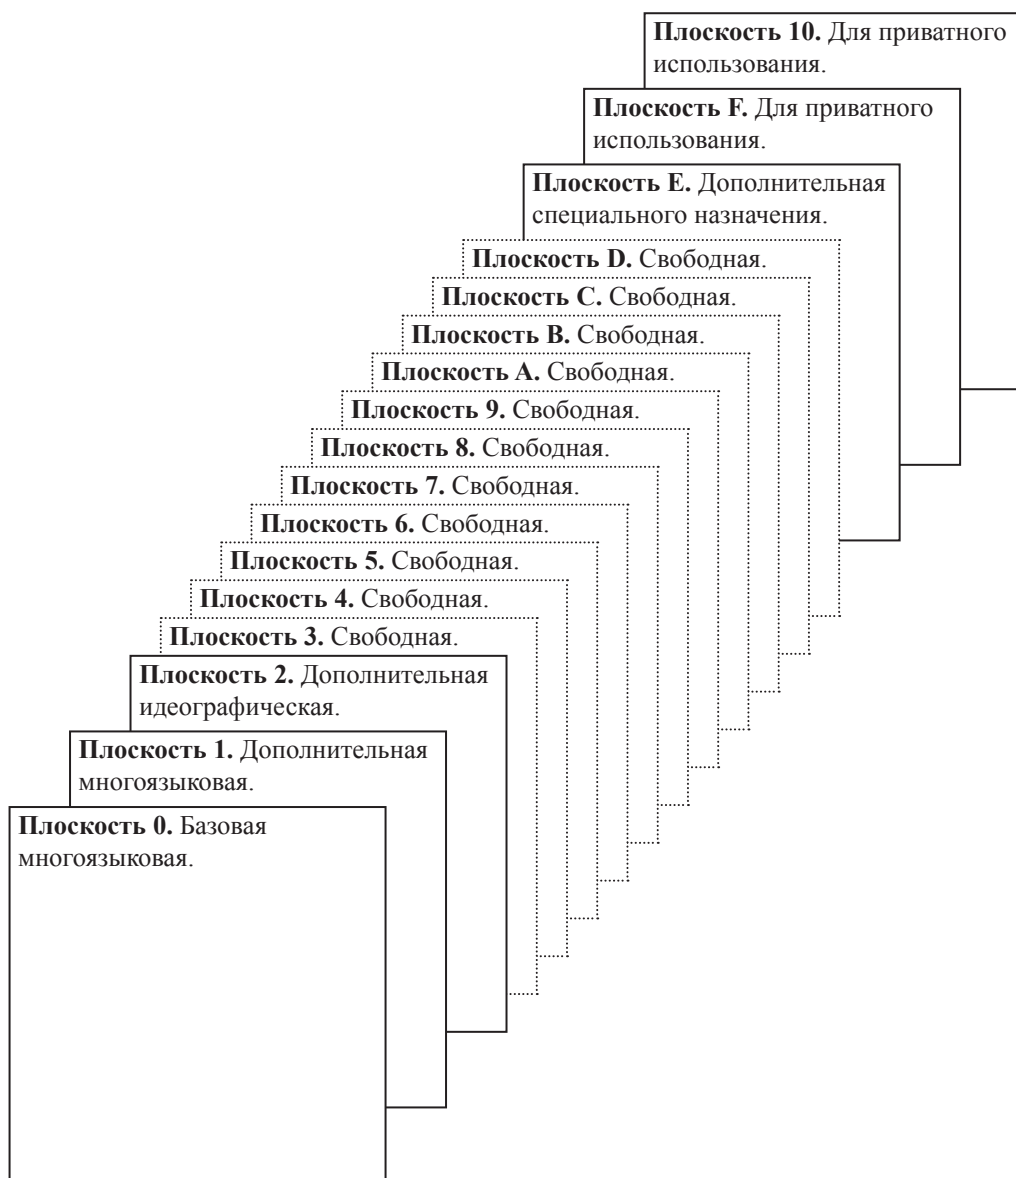 Плоскость 10. Для приватного
использования.
Плоскость F. Для приватного
использования.
Плоскость E. Дополнительная
специального назначения.
Плоскость D. Свободная.
Плоскость C. Свободная.
Плоскость B. Свободная.
Плоскость A. Свободная.
Плоскость 9. Свободная.
Плоскость 8. Свободная.
Плоскость 7. Свободная.
Плоскость 6. Свободная.
Плоскость 5. Свободная.
Плоскость 4. Свободная.
Плоскость 3. Свободная.
Плоскость 2. Дополнительная
идеографическая.
Плоскость 1. Дополнительная
многоязыковая.
Плоскость 0. Базовая
многоязыковая.